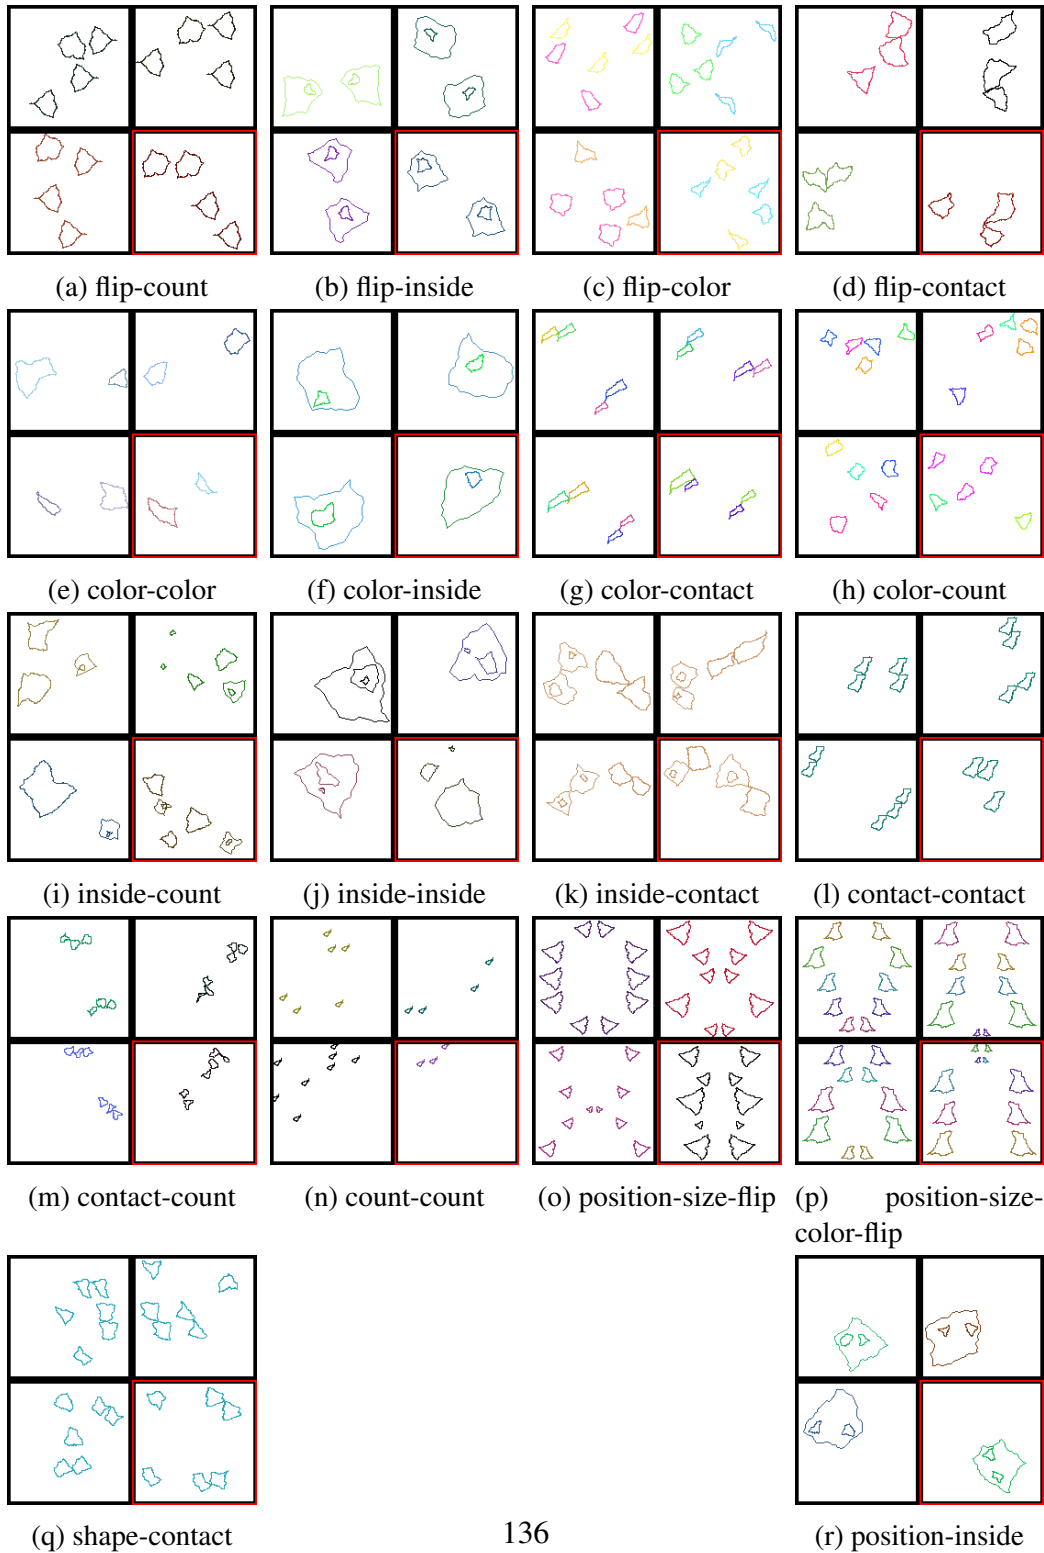 (a) flip-count
(b) flip-inside
(c) flip-color
(d) flip-contact
(e) color-color
(f) color-inside
(g) color-contact
(h) color-count
(i) inside-count
(j) inside-inside
(k) inside-contact
(l) contact-contact
(m) contact-count
(n) count-count
(o) position-size-flip
(p) position-size-
color-flip
(q) shape-contact
136
(r) position-inside